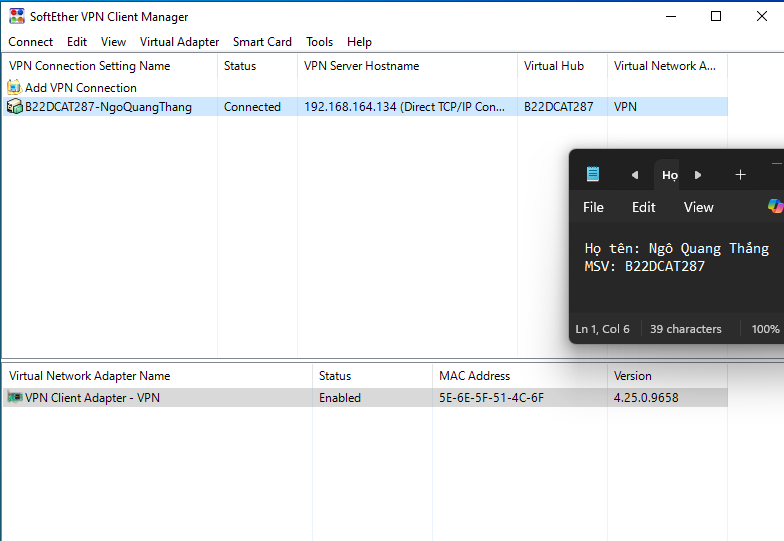 SoftEther VPN Client Manager
Connect Edit View Virtual Adapter Smart Card Tools Help
VPN Connection Setting Name Status VPN Server Hostname Virtual Hub Virtual Network A...
Add VPN Connection
B22DCAT287-NgoQuangThang Connected 192.168.164.134 (Direct TCP/IP Con... B22DCAT287 VPN
Họ
File Edit View
Họ tên: Ngô Quang Thắng
MSV: B22DCAT287
Ln 1, Col 6 39 characters 100%
Virtual Network Adapter Name Status MAC Address Version
VPN Client Adapter - VPN Enabled 5E-6E-5F-51-4C-6F 4.25.0.9658